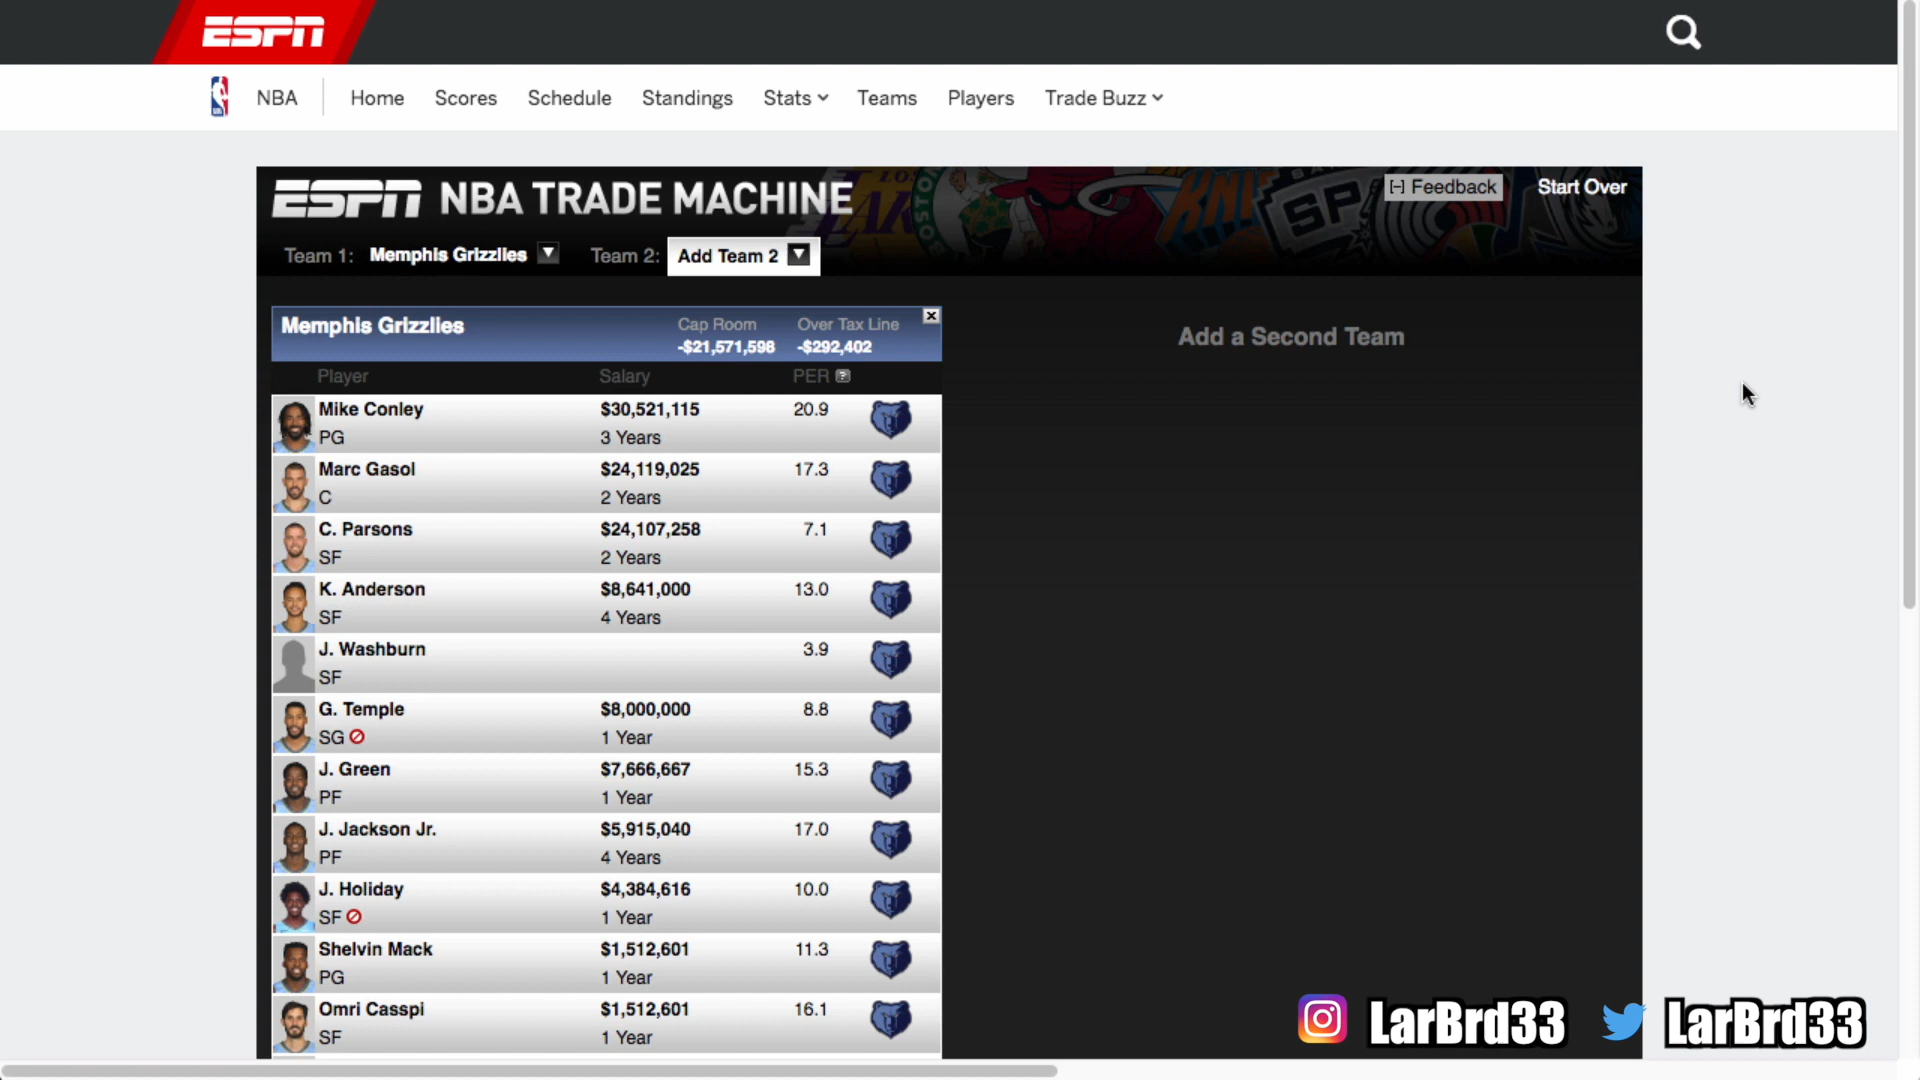 ESPN
NBA Home Scores Schedule Standings Stats Teams Players Trade Buzz
ESPN NBA TRADE MACHINE
[-] Feedback Start Over
Team 1: Memphis Grizzlies Team 2: Add Team 2
Memphis Grizzlies Cap Room Over Tax Line
-$21,571,598 -$292,402
Add a Second Team
Player Salary PER ?
Mike Conley $30,521,115 20.9
PG 3 Years
Marc Gasol $24,119,025 17.3
C 2 Years
C. Parsons $24,107,258 7.1
SF 2 Years
K. Anderson $8,641,000 13.0
SF 4 Years
J. Washburn 3.9
SF
G. Temple $8,000,000 8.8
SG 1 Year
J. Green $7,666,667 15.3
PF 1 Year
J. Jackson Jr. $5,915,040 17.0
PF 4 Years
J. Holiday $4,384,616 10.0
SF 1 Year
Shelvin Mack $1,512,601 11.3
PG 1 Year
Omri Casspi $1,512,601 16.1
SF 1 Year
LarBrd33 LarBrd33